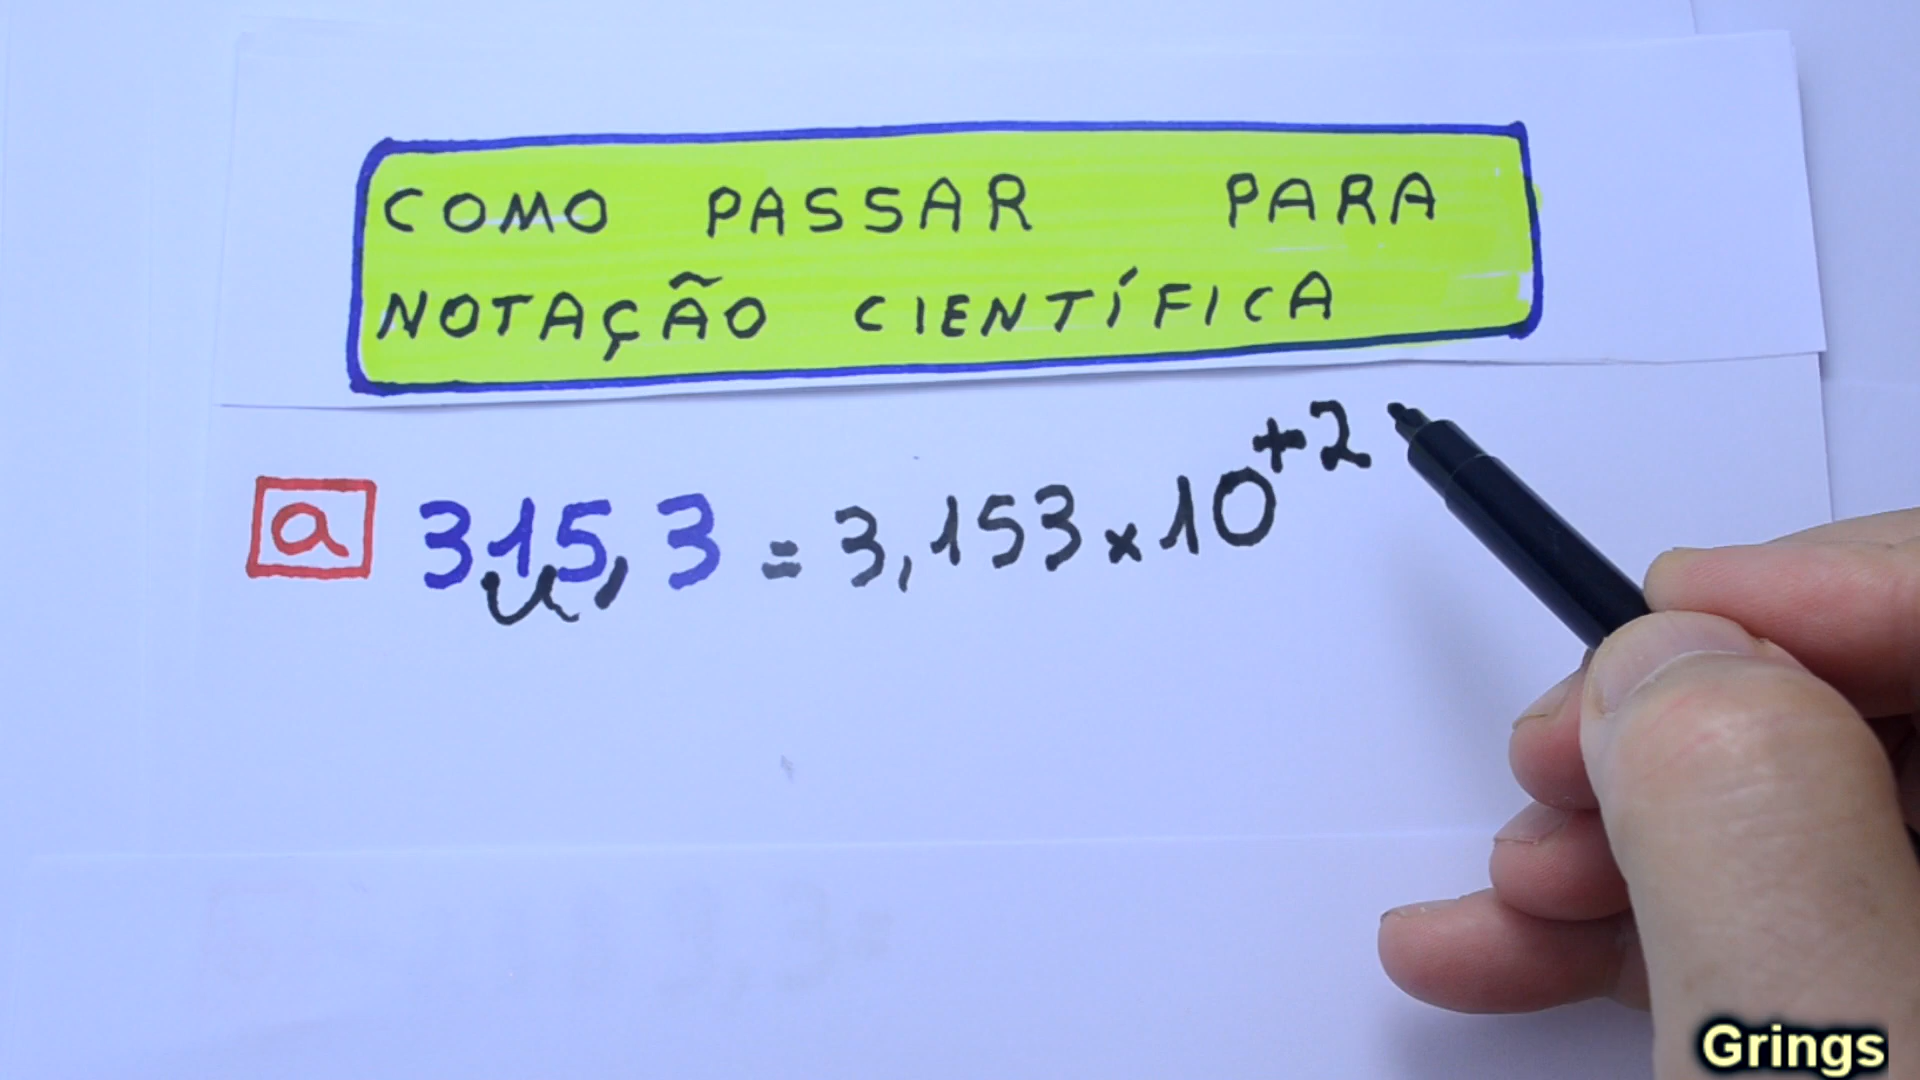 COMO PASSAR PARA
NOTAÇÃO CIENTÍFICA
a 315,3 = 3,153 × 10⁺²
Grings